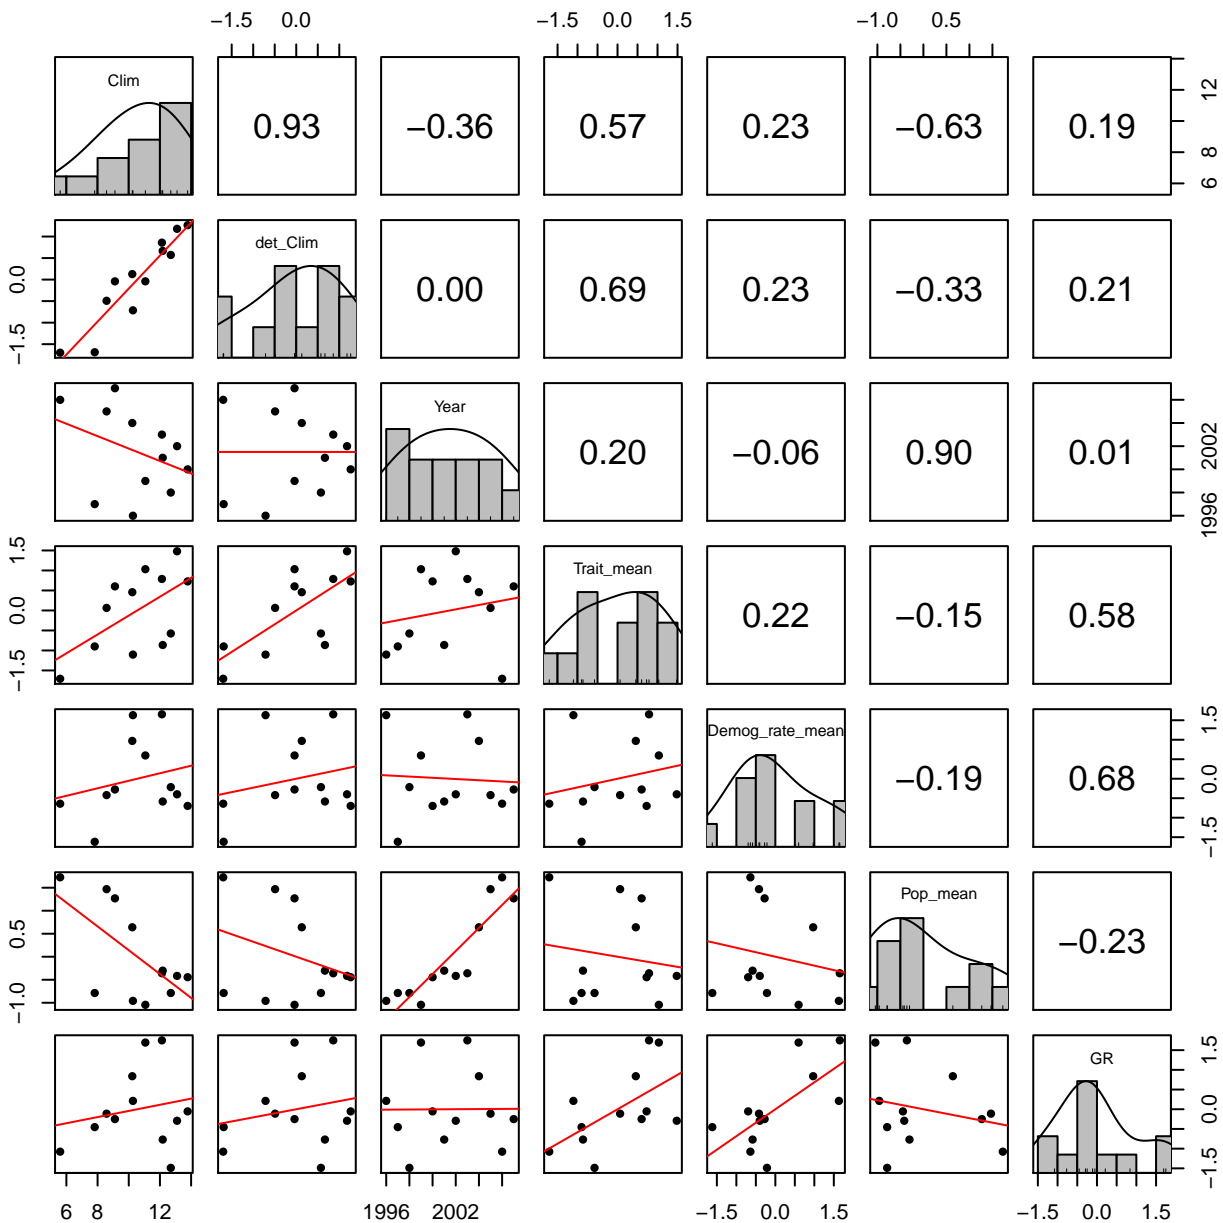 −1.5 0.0 −1.5 0.0 1.5 −1.0 0.5
Clim 0.93 −0.36 0.57 0.23 −0.63 0.19 6 8 12
−1.5 0.0 det_Clim 0.00 0.69 0.23 −0.33 0.21
Year 0.20 −0.06 0.90 0.01 1996 2002
−1.5 0.0 1.5 Trait_mean 0.22 −0.15 0.58
Demog_rate_mean −0.19 0.68 −1.5 0.0 1.5
−1.0 0.5 Pop_mean −0.23
GR −1.5 0.0 1.5
6 8 12 1996 2002 −1.5 0.0 1.5 −1.5 0.0 1.5